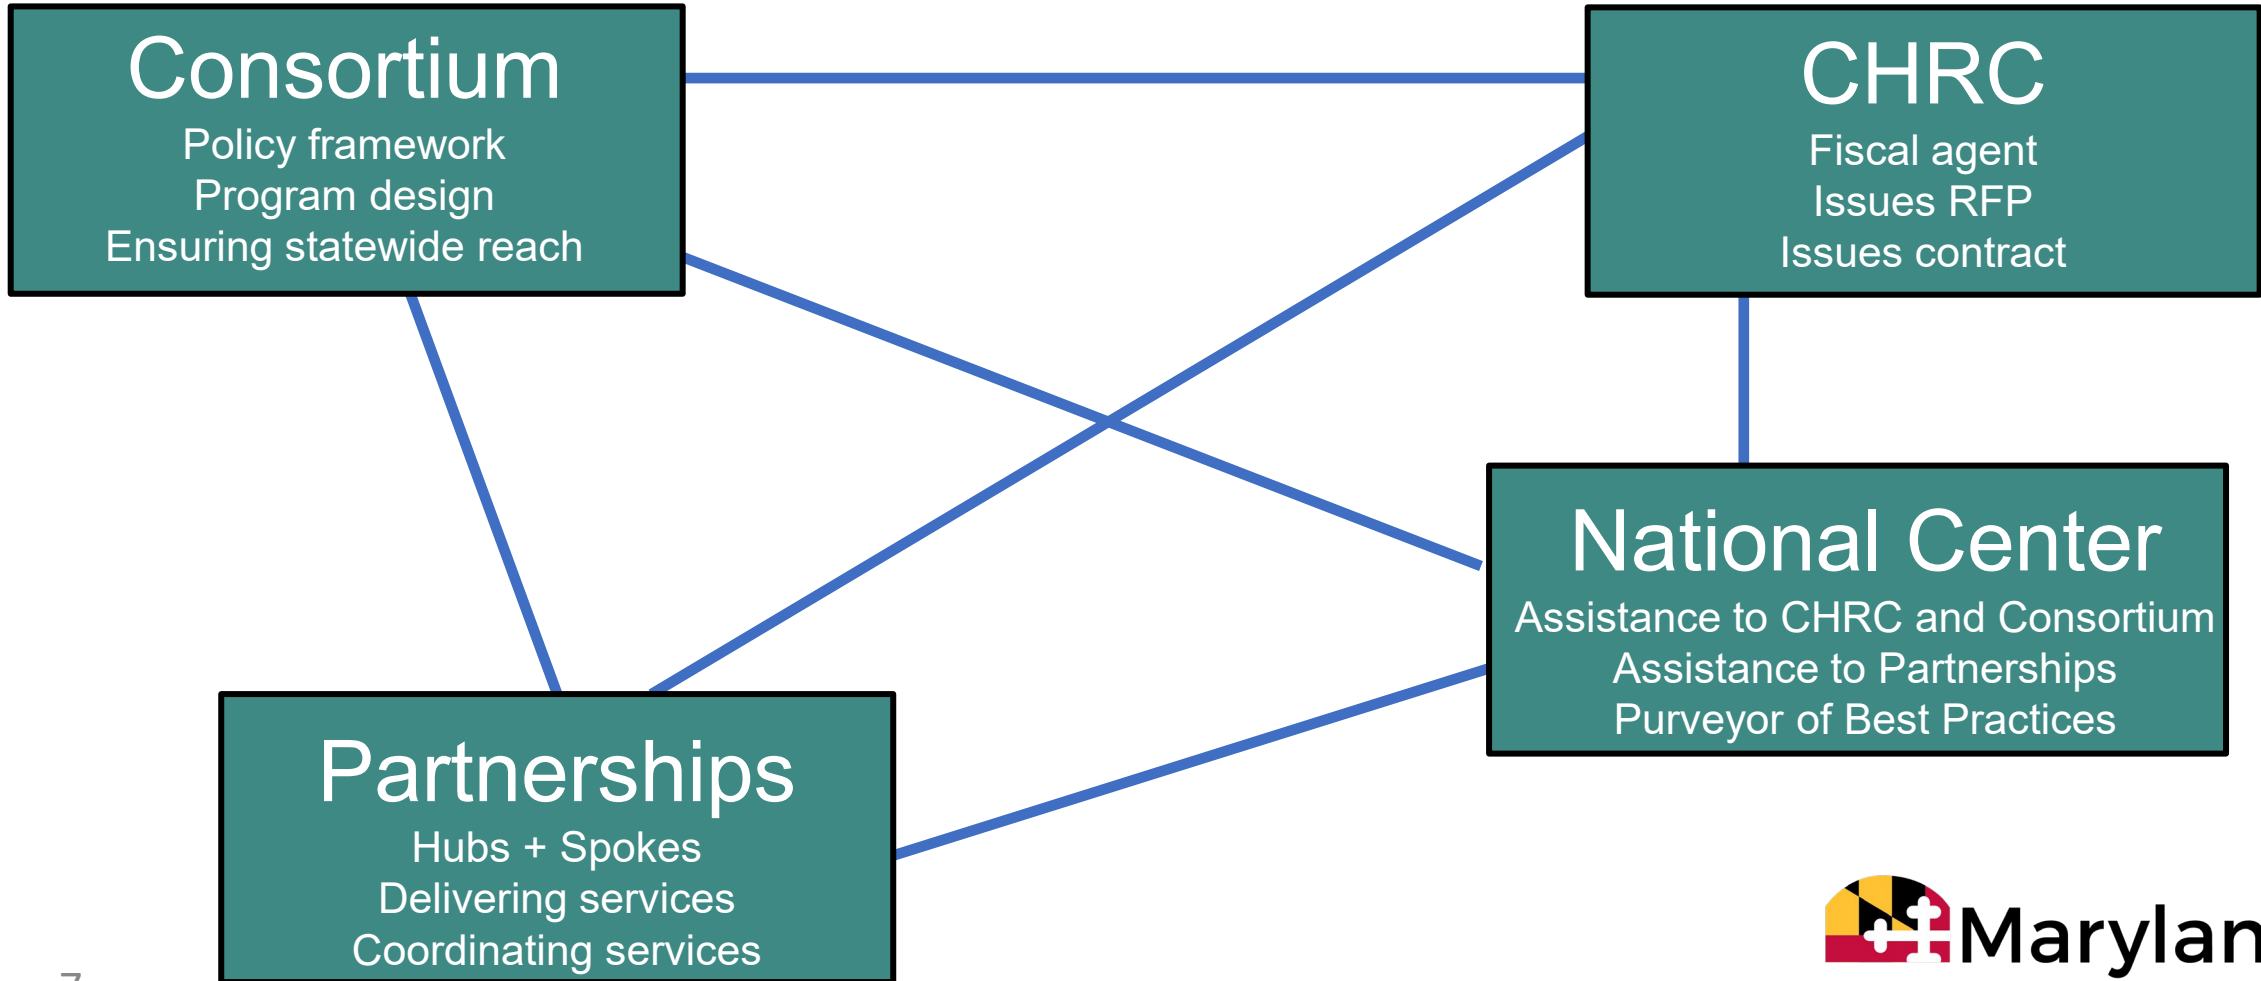 Consortium
Policy framework
Program design
Ensuring statewide reach
CHRC
Fiscal agent
Issues RFP
Issues contract
National Center
Assistance to CHRC and Consortium
Assistance to Partnerships
Purveyor of Best Practices
Partnerships
Hubs + Spokes
Delivering services
Coordinating services
Marylan